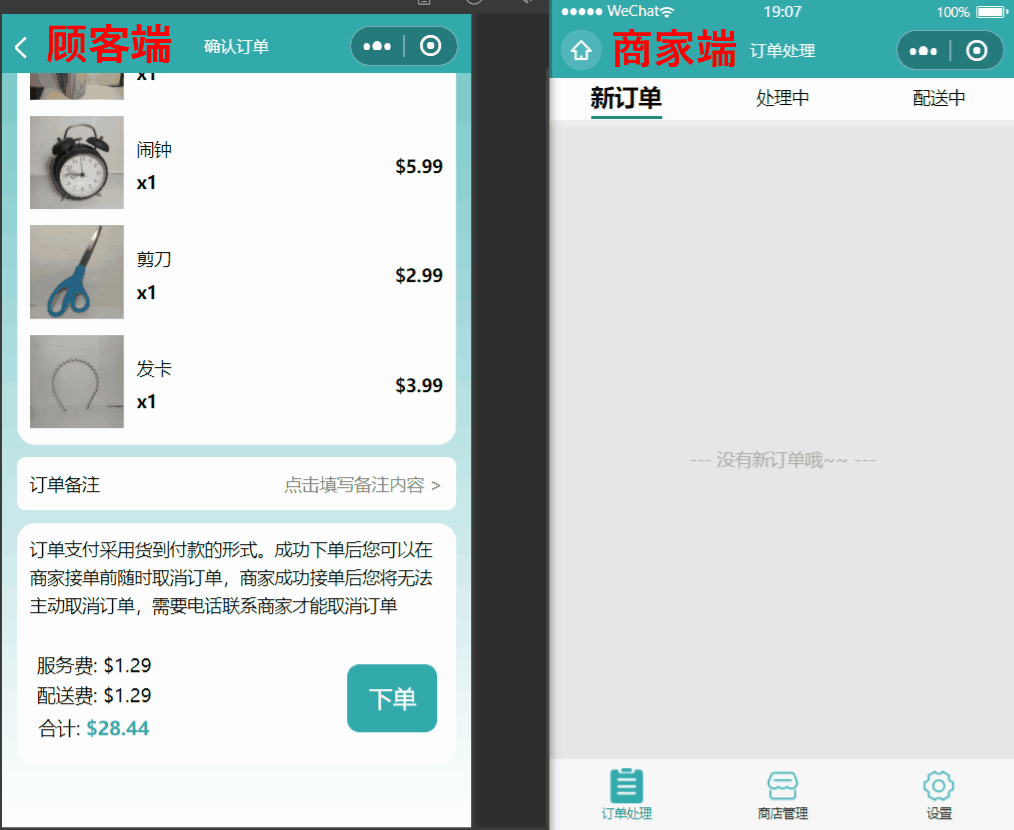 顾客端
确认订单
x1
闹钟
x1
$5.99
剪刀
x1
$2.99
发卡
x1
$3.99
订单备注
点击填写备注内容 >
订单支付采用货到付款的形式。成功下单后您可以在
商家接单前随时取消订单，商家成功接单后您将无法
主动取消订单，需要电话联系商家才能取消订单
服务费: $1.29
配送费: $1.29
合计: $28.44
下单
WeChat
19:07
100%
商家端
订单处理
新订单
处理中
配送中
--- 没有新订单哦~~ ---
订单处理
商店管理
设置